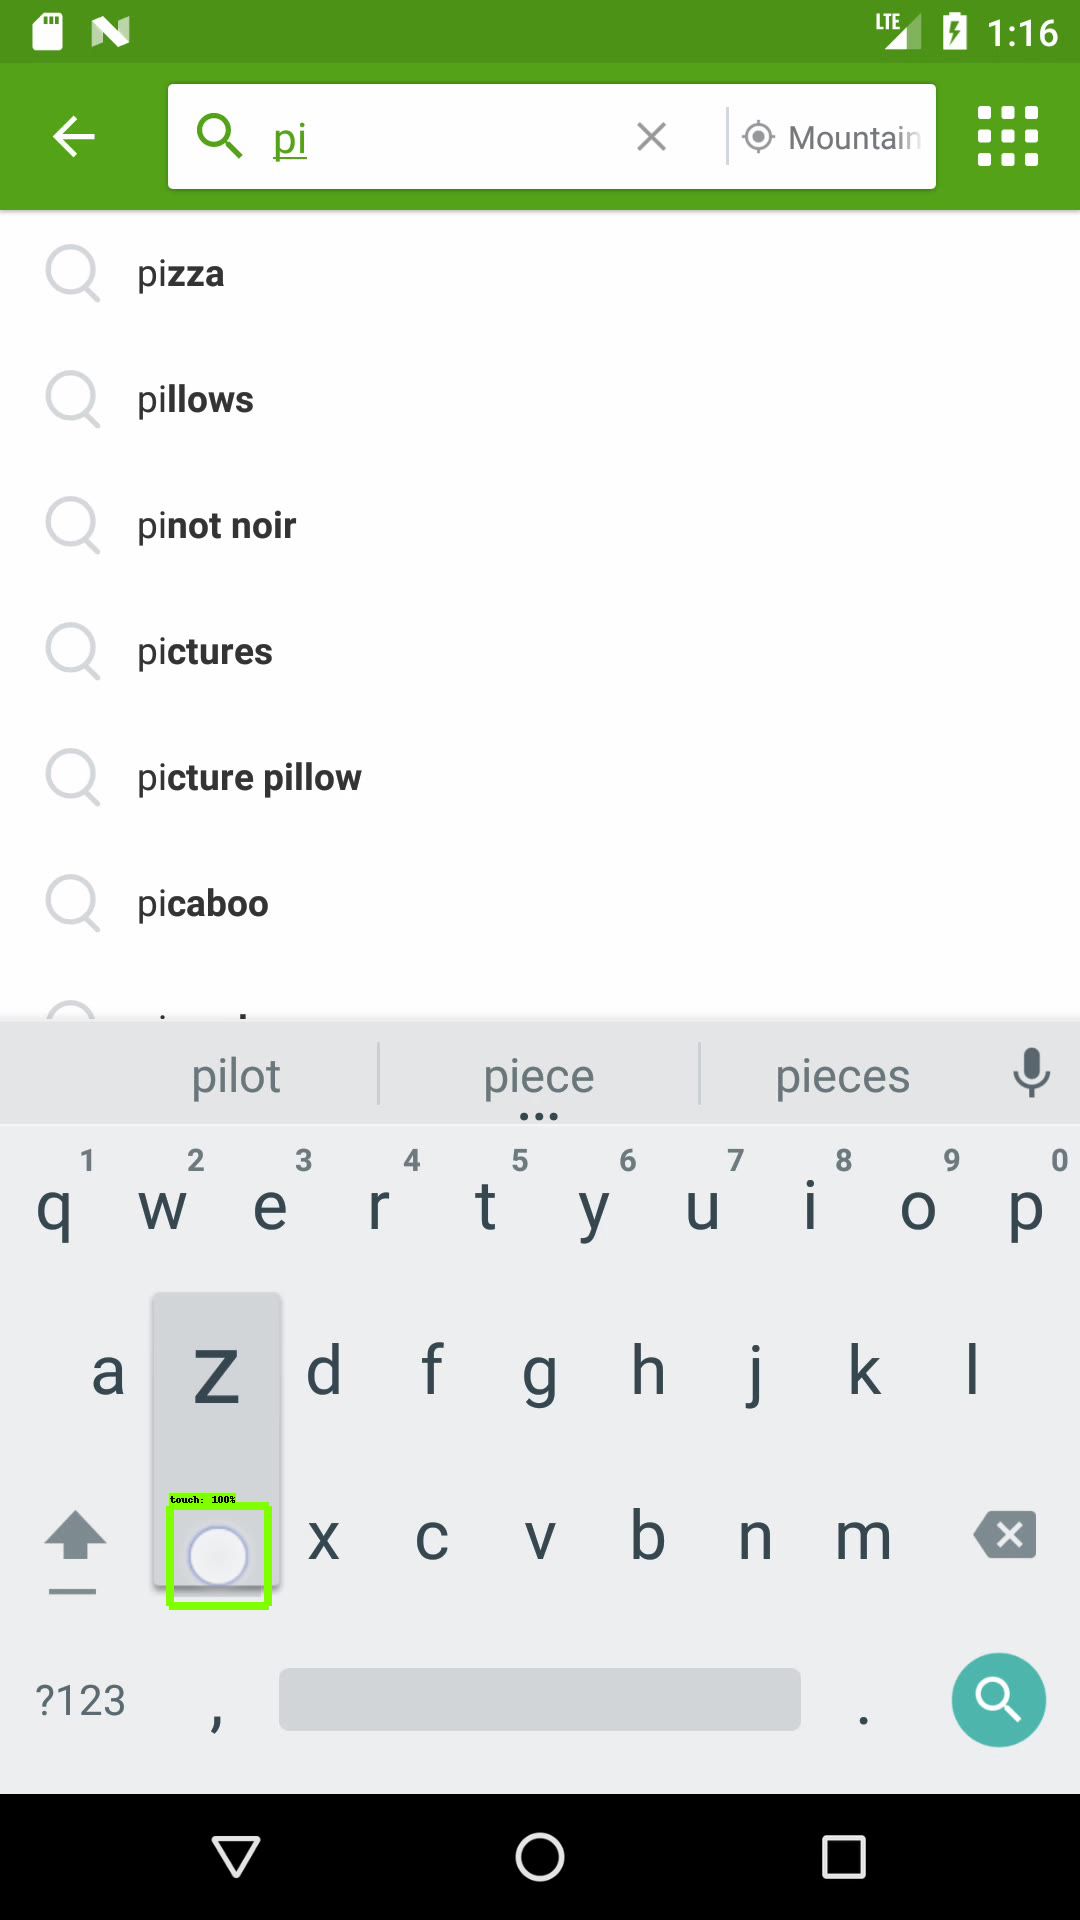 LTE 1:16
pi Mountain
pizza
pillows
pinot noir
pictures
picture pillow
picaboo
pilot piece pieces
1 2 3 4 5 6 7 8 9 0
q w e r t y u i o p
a z d f g h j k l
touch: 100%
x c v b n m
?123 , .